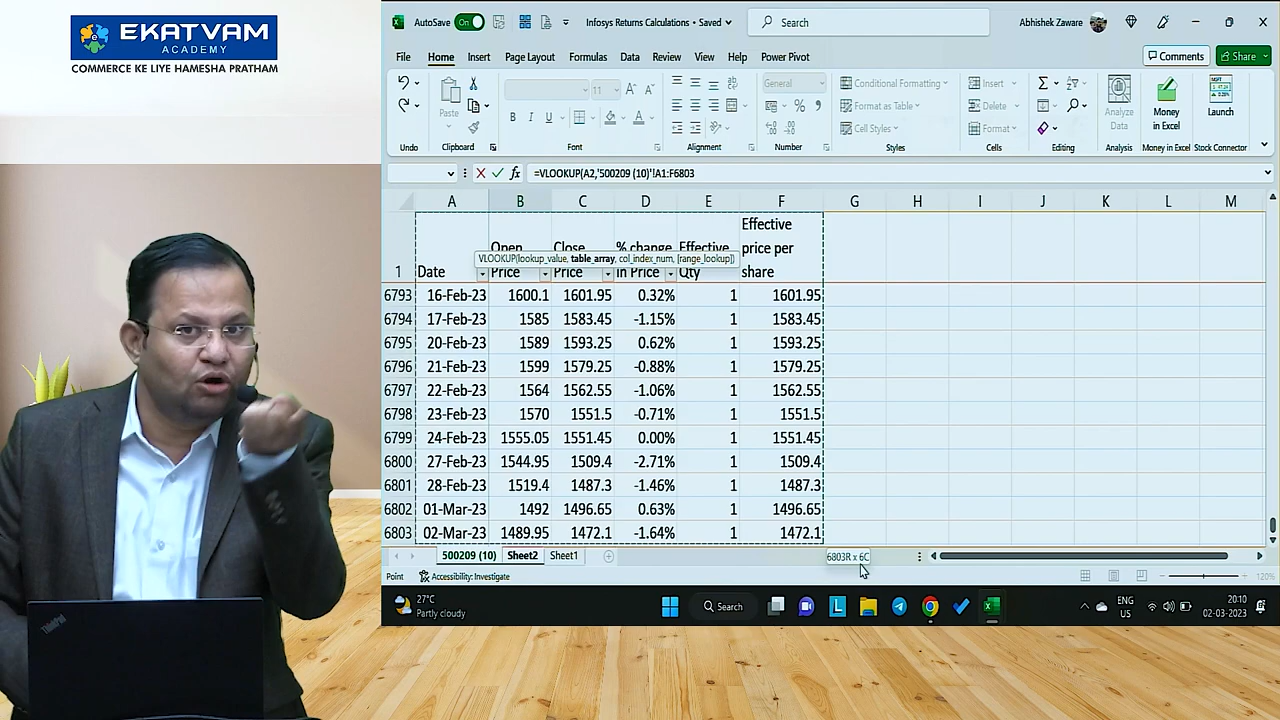 EKATVAM
ACADEMY
COMMERCE KE LIYE HAMESHA PRATHAM
AutoSave On Infosys Returns Calculations • Saved Search Abhishek Zaware
File Home Page Layout Formulas Data Review View Help Power Pivot Comments Share
Paste 11 General Conditional Formatting Insert Analyze Data Money in Excel Launch
B I U Format as Table Delete
Cell Styles Format
Undo Clipboard Font Alignment Number Styles Cells Editing Analysis Money in Excel Stock Connector
=VLOOKUP(A2,'500209 (10)'!A1:F6803
A B C D E F G H I J K L M
1 Date Open Price Close Price % change in Price Effective Qty Effective price per share
VLOOKUP(lookup_value, table_array, col_index_num, [range_lookup])
6793 16-Feb-23 1600.1 1601.95 0.32% 1 1601.95
6794 17-Feb-23 1585 1583.45 -1.15% 1 1583.45
6795 20-Feb-23 1589 1593.25 0.62% 1 1593.25
6796 21-Feb-23 1599 1579.25 -0.88% 1 1579.25
6797 22-Feb-23 1564 1562.55 -1.06% 1 1562.55
6798 23-Feb-23 1570 1551.5 -0.71% 1 1551.5
6799 24-Feb-23 1555.05 1551.45 0.00% 1 1551.45
6800 27-Feb-23 1544.95 1509.4 -2.71% 1 1509.4
6801 28-Feb-23 1519.4 1487.3 -1.46% 1 1487.3
6802 01-Mar-23 1492 1496.65 0.63% 1 1496.65
6803 02-Mar-23 1489.95 1472.1 -1.64% 1 1472.1
500209 (10) Sheet2 Sheet1 6803R x 6C
Point Accessibility: Investigate 120%
27°C
Partly cloudy
Search
ENG
US
20:10
02-03-2023
ThinkPad